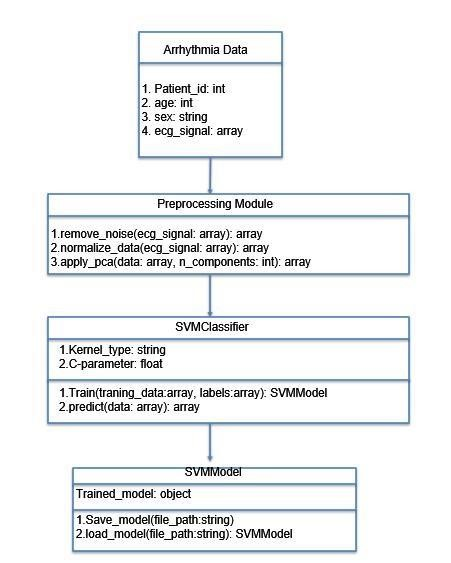 Arrhythmia Data
1. Patient_id: int
2. age: int
3. sex: string
4. ecg_signal: array
Preprocessing Module
1.remove_noise(ecg_signal: array): array
2.normalize_data(ecg_signal: array): array
3.apply_pca(data: array, n_components: int): array
SVMClassifier
1.Kernel_type: string
2.C-parameter: float
1.Train(traning_data:array, labels:array): SVMModel
2.predict(data: array): array
SVMModel
Trained_model: object
1.Save_model(file_path:string)
2.load_model(file_path:string): SVMModel